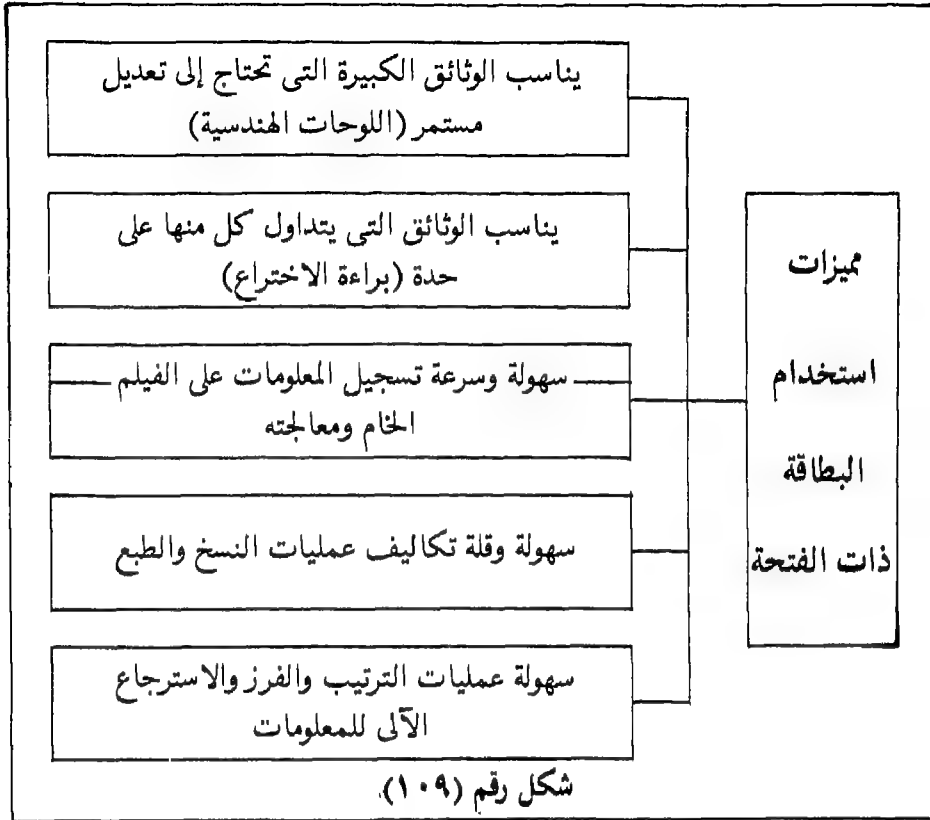 مميزات
استخدام
البطاقة
ذات الفتحة
يناسب الوثائق الكبيرة التى تحتاج إلى تعديل
مستمر (اللوحات الهندسية)
يناسب الوثائق التى يتداول كل منها على
حدة (براءة الاختراع)
سهولة وسرعة تسجيل المعلومات على الفيلم
الخام ومعالجته
سهولة وقلة تكاليف عمليات النسخ والطبع
سهولة عمليات الترتيب والفرز والاسترجاع
الآلى للمعلومات
شكل رقم (١٠٩)